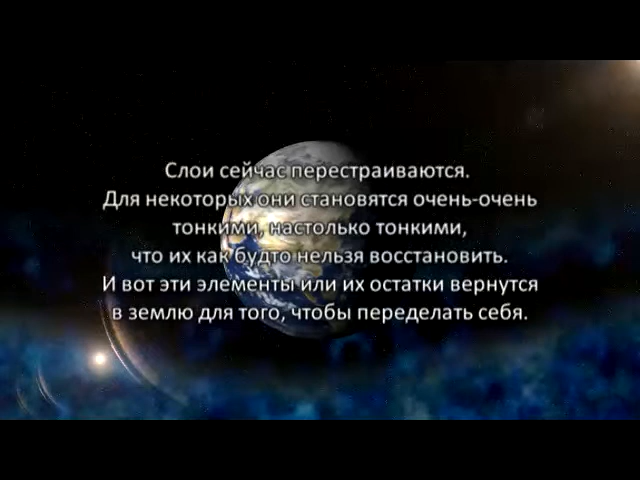 Слои сейчас перестраиваются.
Для некоторых они становятся очень-очень
тонкими, настолько тонкими,
что их как будто нельзя восстановить.
И вот эти элементы или их остатки вернутся
в землю для того, чтобы переделать себя.